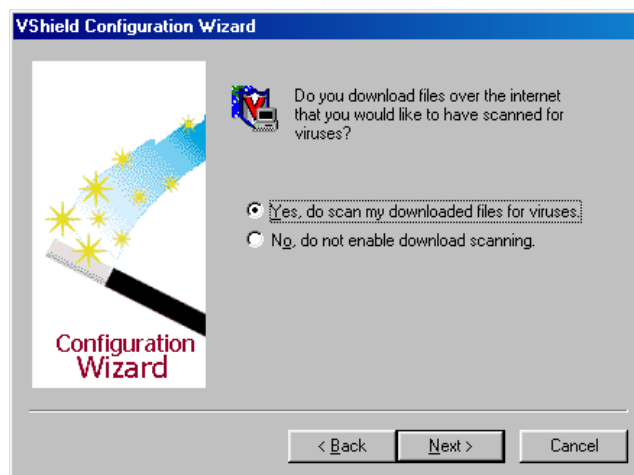 VShield Configuration Wizard
Do you download files over the internet
that you would like to have scanned for
viruses?
Yes, do scan my downloaded files for viruses.
No, do not enable download scanning.
Configuration
Wizard
< Back
Next >
Cancel